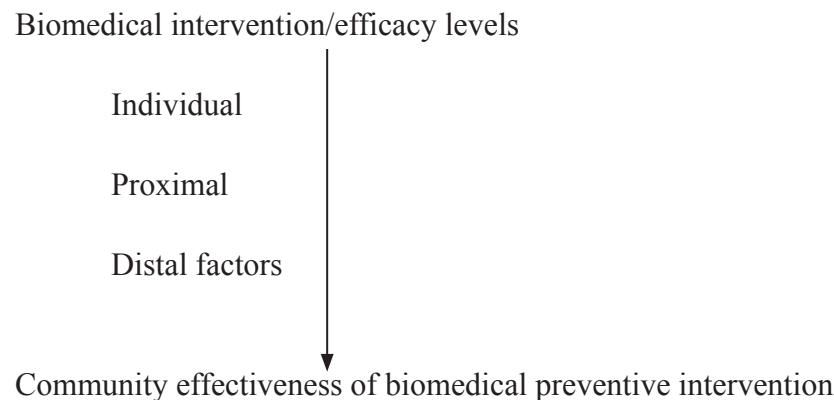 Biomedical intervention/efficacy levels
Individual
Proximal
Distal factors
Community effectiveness of biomedical preventive intervention